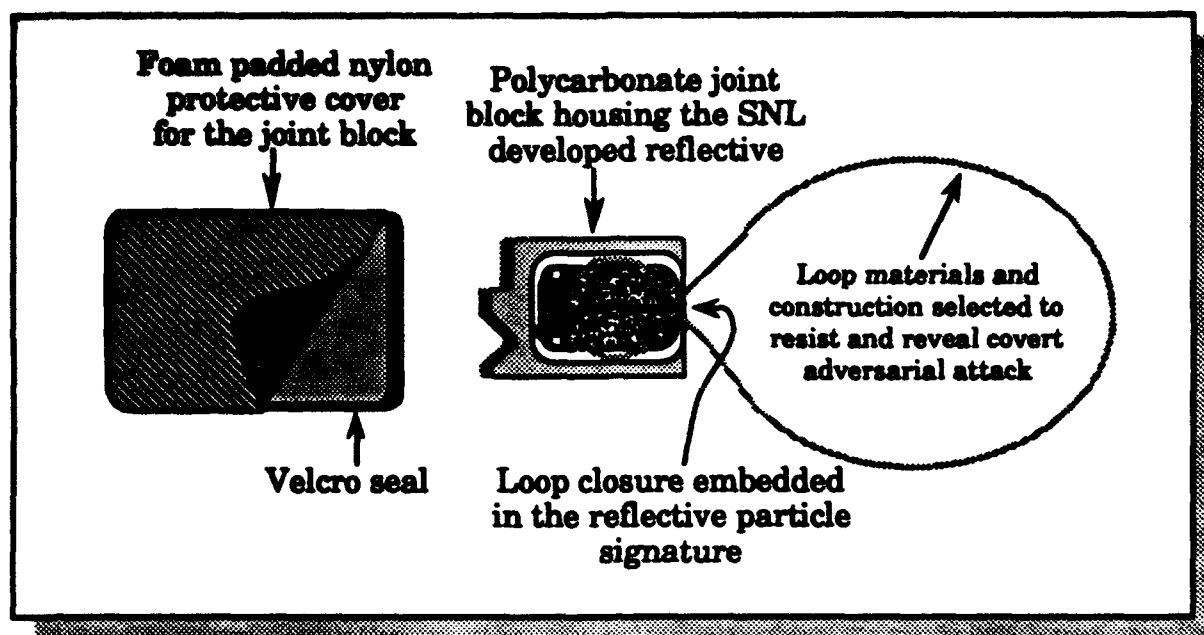 Foam padded nylon
protective cover
for the joint block
Polycarbonate joint
block housing the SNL
developed reflective
Loop materials and
construction selected to
resist and reveal covert
adversarial attack
Velcro seal
Loop closure embedded
in the reflective particle
signature